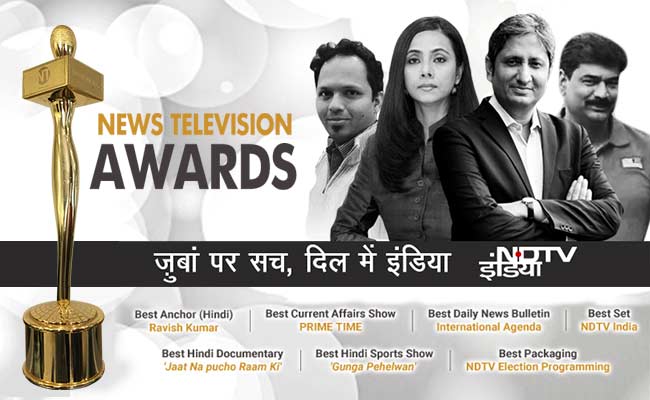 NEWS TELEVISION
AWARDS
ज़ुबां पर सच, दिल में इंडिया
NDTV
इंडिया
Best Anchor (Hindi)
Ravish Kumar
Best Current Affairs Show
PRIME TIME
Best Daily News Bulletin
International Agenda
Best Set
NDTV India
Best Hindi Documentary
'Jaat Na pucho Raam Ki'
Best Hindi Sports Show
'Gunga Pehelwan'
Best Packaging
NDTV Election Programming